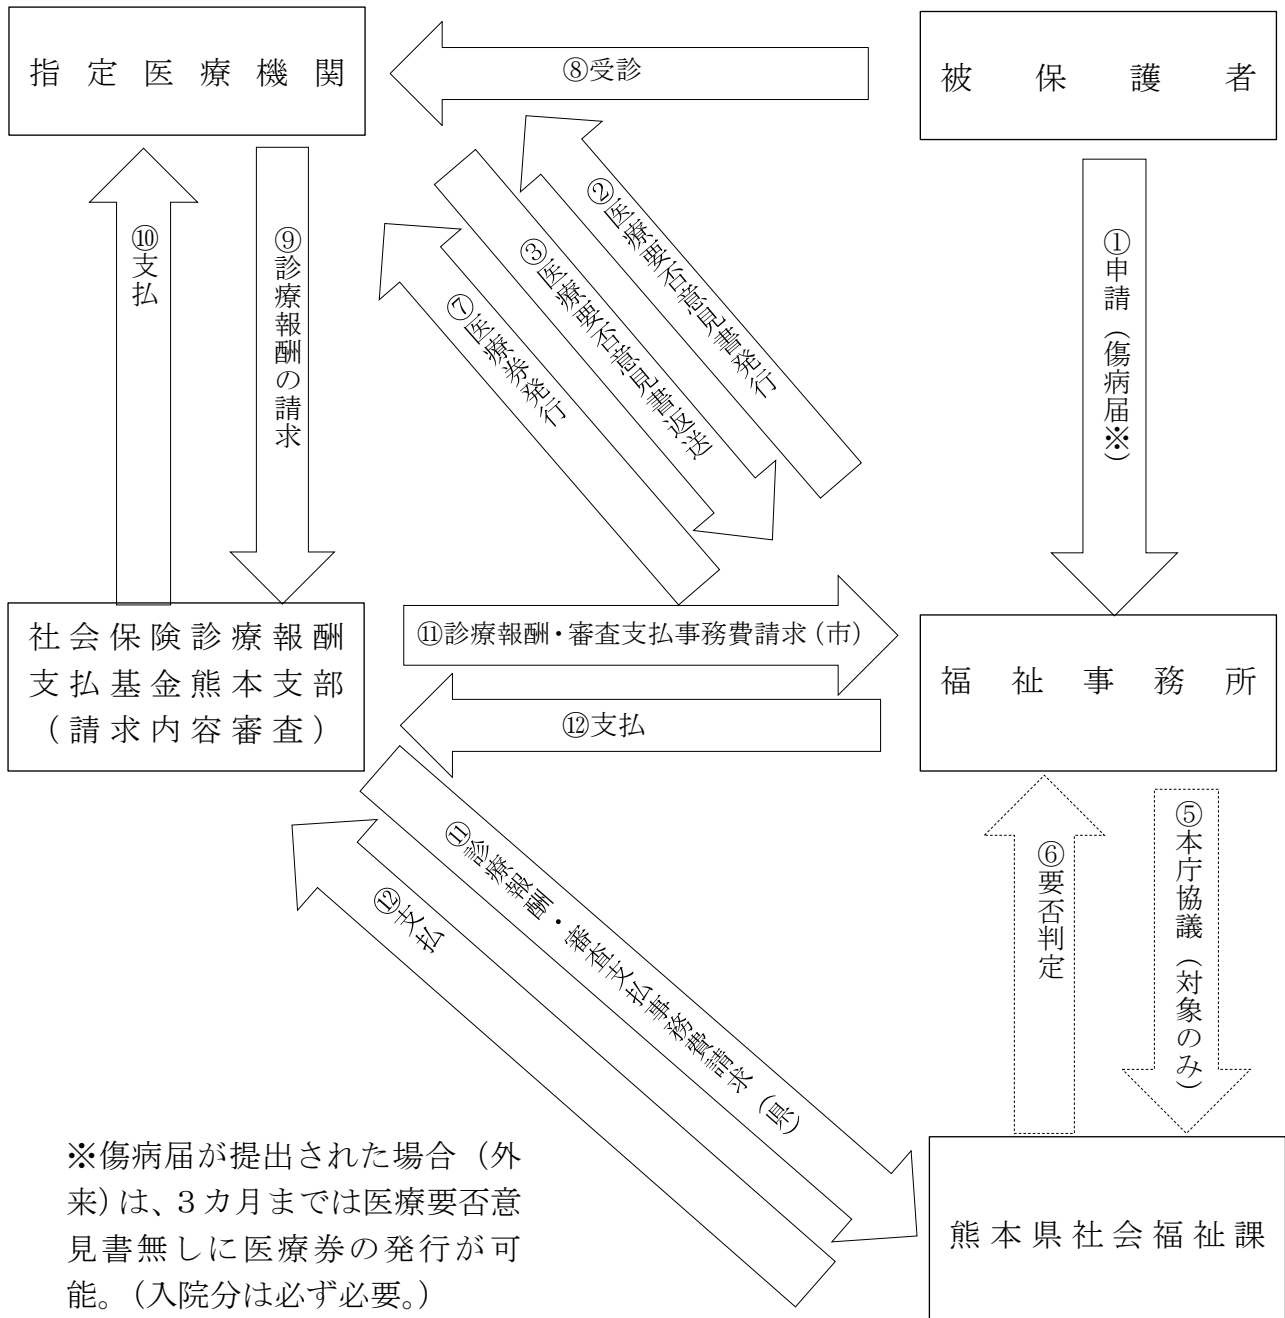 指定医療機関
⑧受診
被保護者
⑩支払
⑨診療報酬の請求
⑦医療券発行
③医療要否意見書返送
②医療要否意見書発行
①申請（傷病届※）
社会保険診療報酬
支払基金熊本支部
（請求内容審査）
⑪診療報酬・審査支払事務費請求（市）
⑫支払
福祉事務所
⑫支払
⑪診療報酬・審査支払事務費請求（県）
⑥要否判定
⑤本庁協議（対象のみ）
※傷病届が提出された場合（外
来）は、３カ月までは医療要否意
見書無しに医療券の発行が可
能。（入院分は必ず必要。）
熊本県社会福祉課